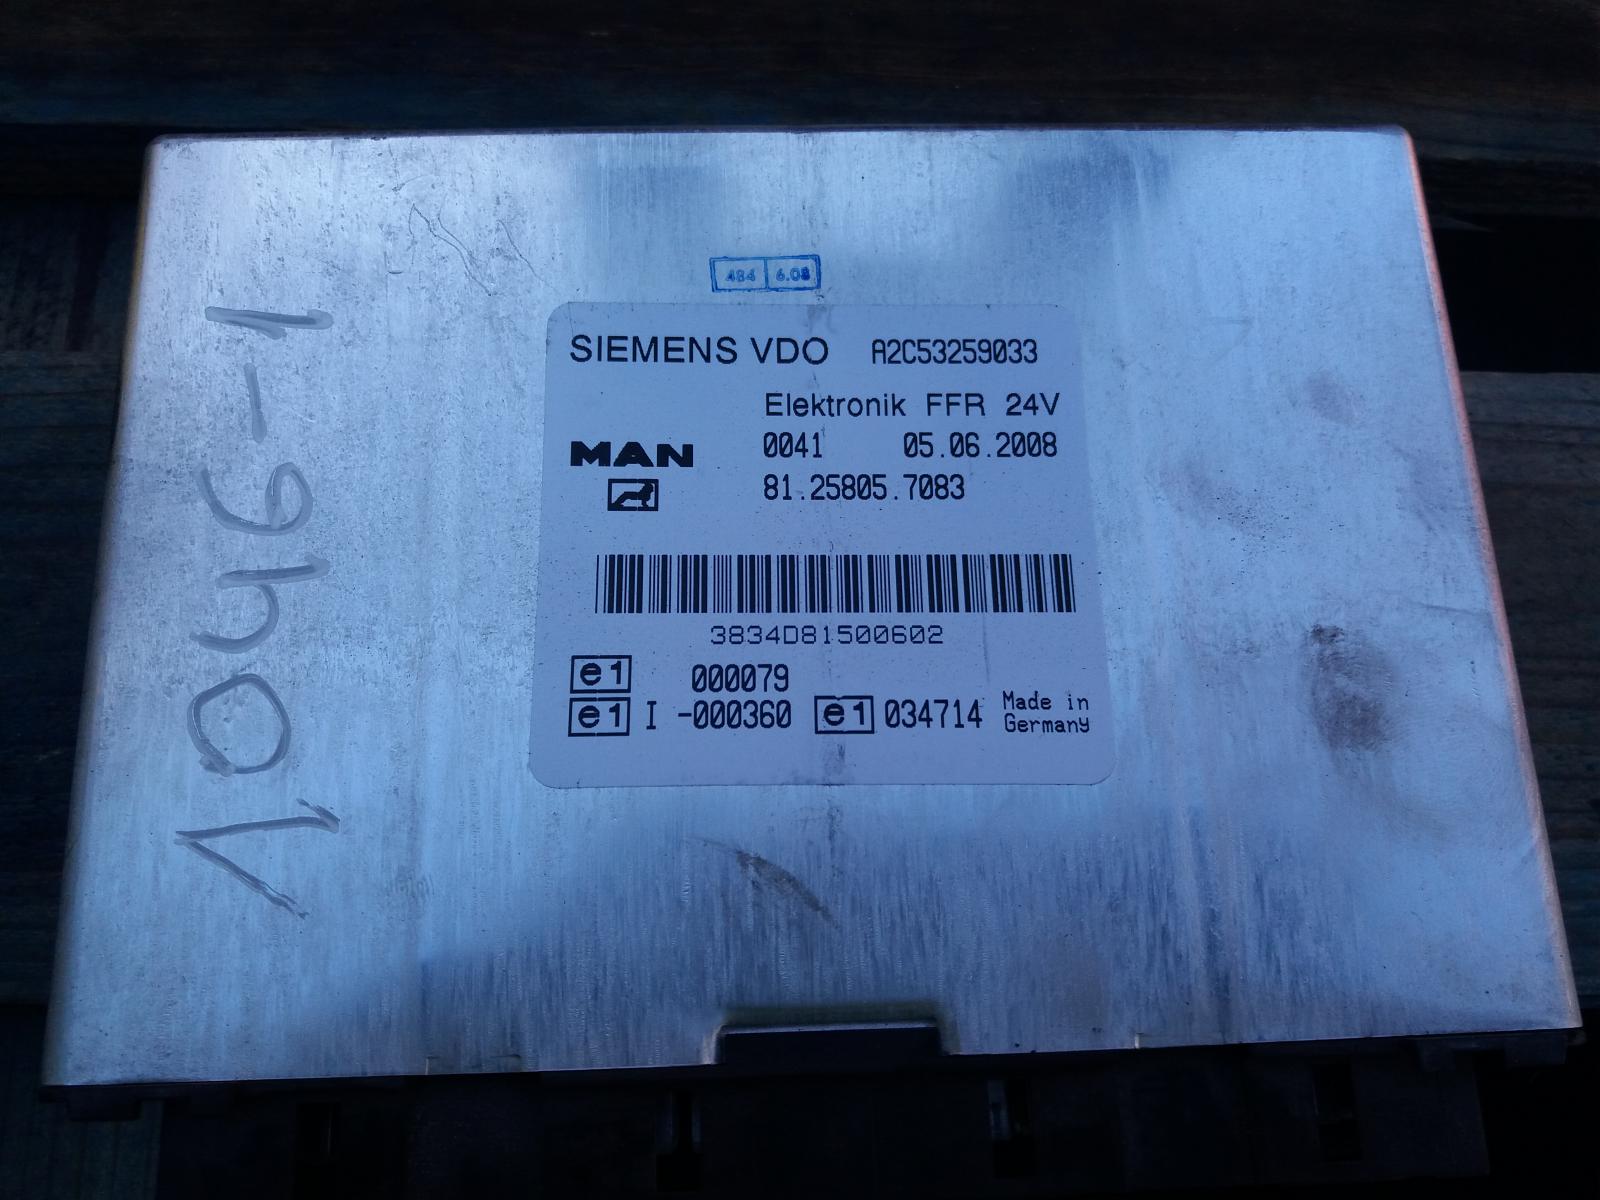 484 6.08
SIEMENS VDO A2C53259033
Elektronik FFR 24V
MAN 0041 05.06.2008
81.25805.7083
3834D81500602
e1 000079
e1 I -000360 e1 034714 Made in
Germany
1046-1